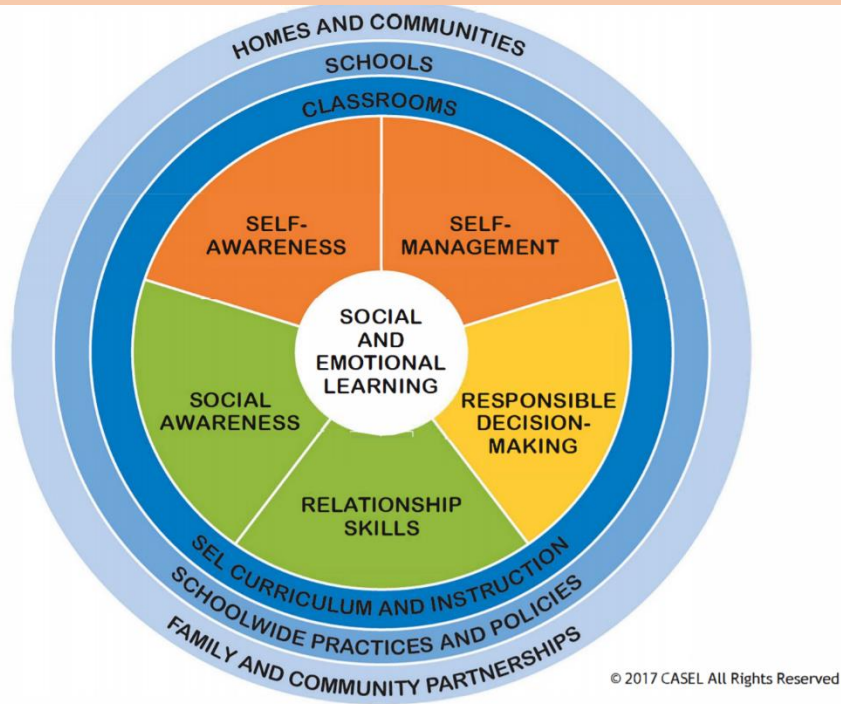 HOMES AND COMMUNITIES
SCHOOLS
CLASSROOMS
SELF-
AWARENESS
SELF-
MANAGEMENT
SOCIAL
AND
EMOTIONAL
LEARNING
SOCIAL
AWARENESS
RESPONSIBLE
DECISION-
MAKING
RELATIONSHIP
SKILLS
SEL CURRICULUM AND INSTRUCTION
SCHOOLWIDE PRACTICES AND POLICIES
FAMILY AND COMMUNITY PARTNERSHIPS
© 2017 CASEL All Rights Reserved